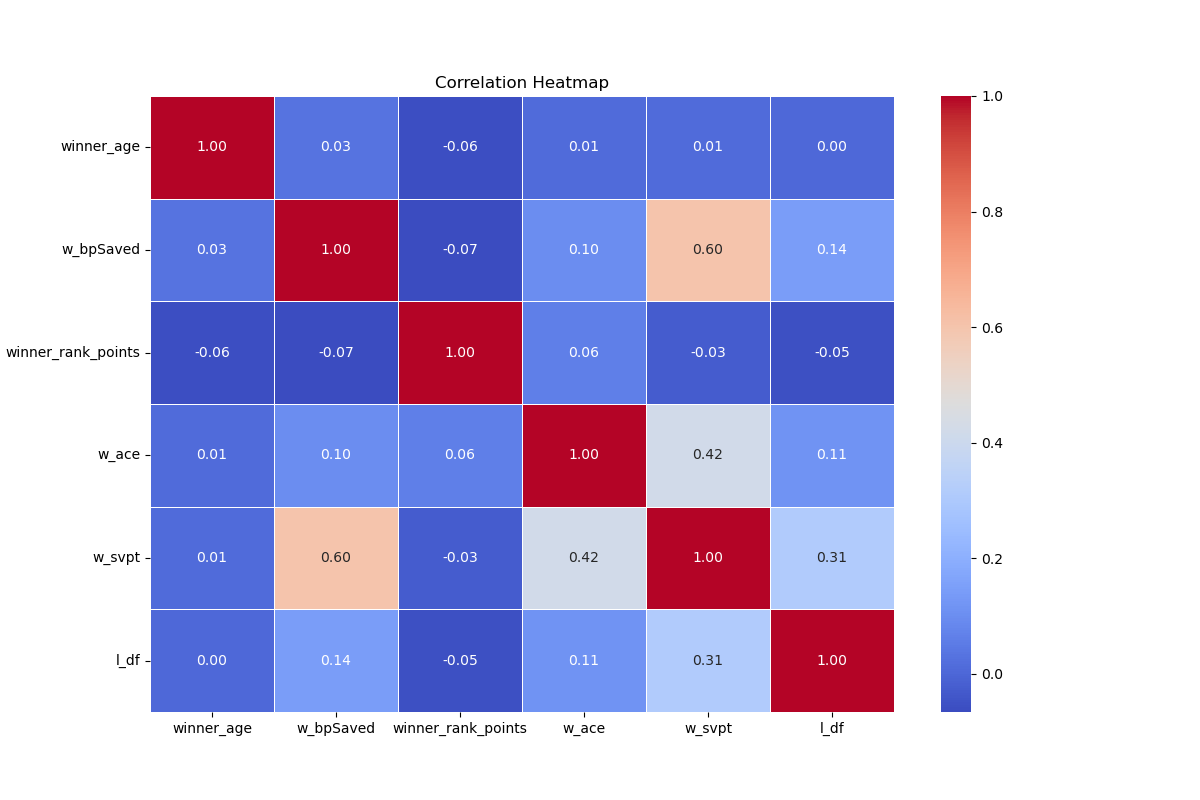 Correlation Heatmap
winner_age 1.00 0.03 -0.06 0.01 0.01 0.00
w_bpSaved 0.03 1.00 -0.07 0.10 0.60 0.14
winner_rank_points -0.06 -0.07 1.00 0.06 -0.03 -0.05
w_ace 0.01 0.10 0.06 1.00 0.42 0.11
w_svpt 0.01 0.60 -0.03 0.42 1.00 0.31
l_df 0.00 0.14 -0.05 0.11 0.31 1.00
winner_age w_bpSaved winner_rank_points w_ace w_svpt l_df
1.0
0.8
0.6
0.4
0.2
0.0